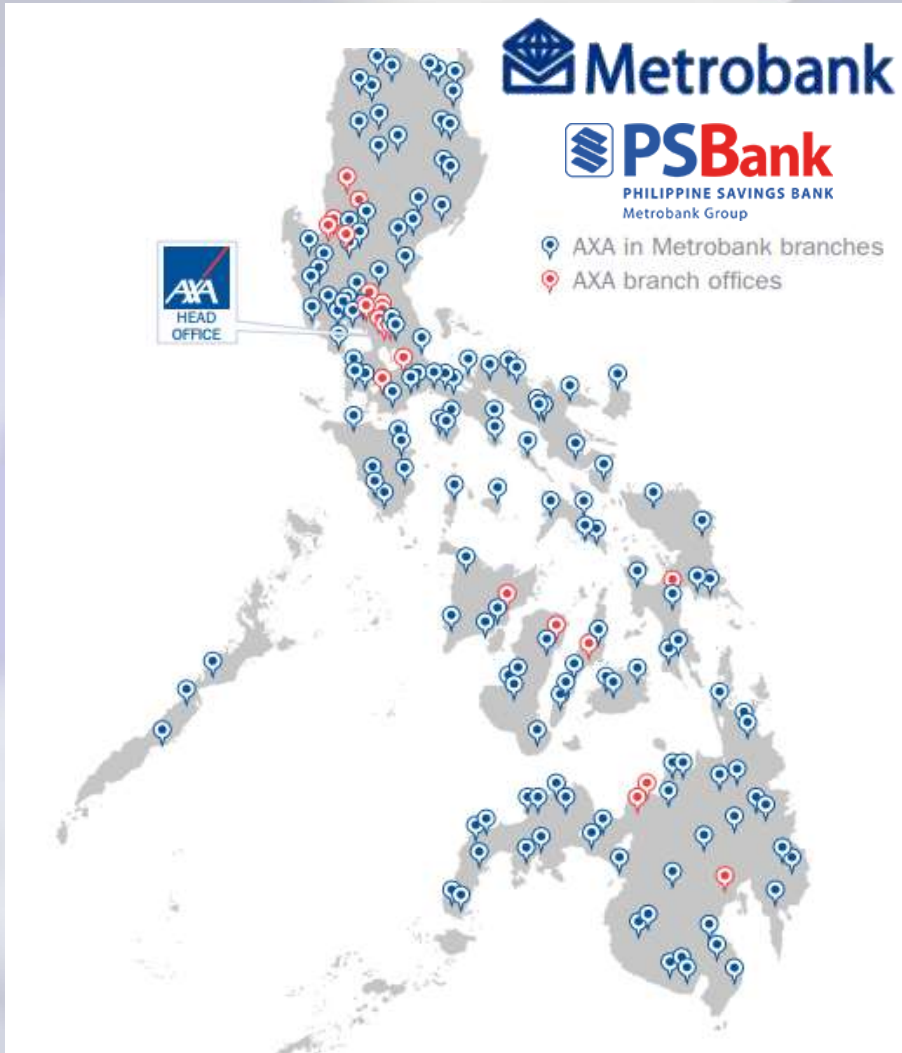 Metrobank
PSBank
PHILIPPINE SAVINGS BANK
Metrobank Group
AXA in Metrobank branches
AXA branch offices
AXA
HEAD
OFFICE